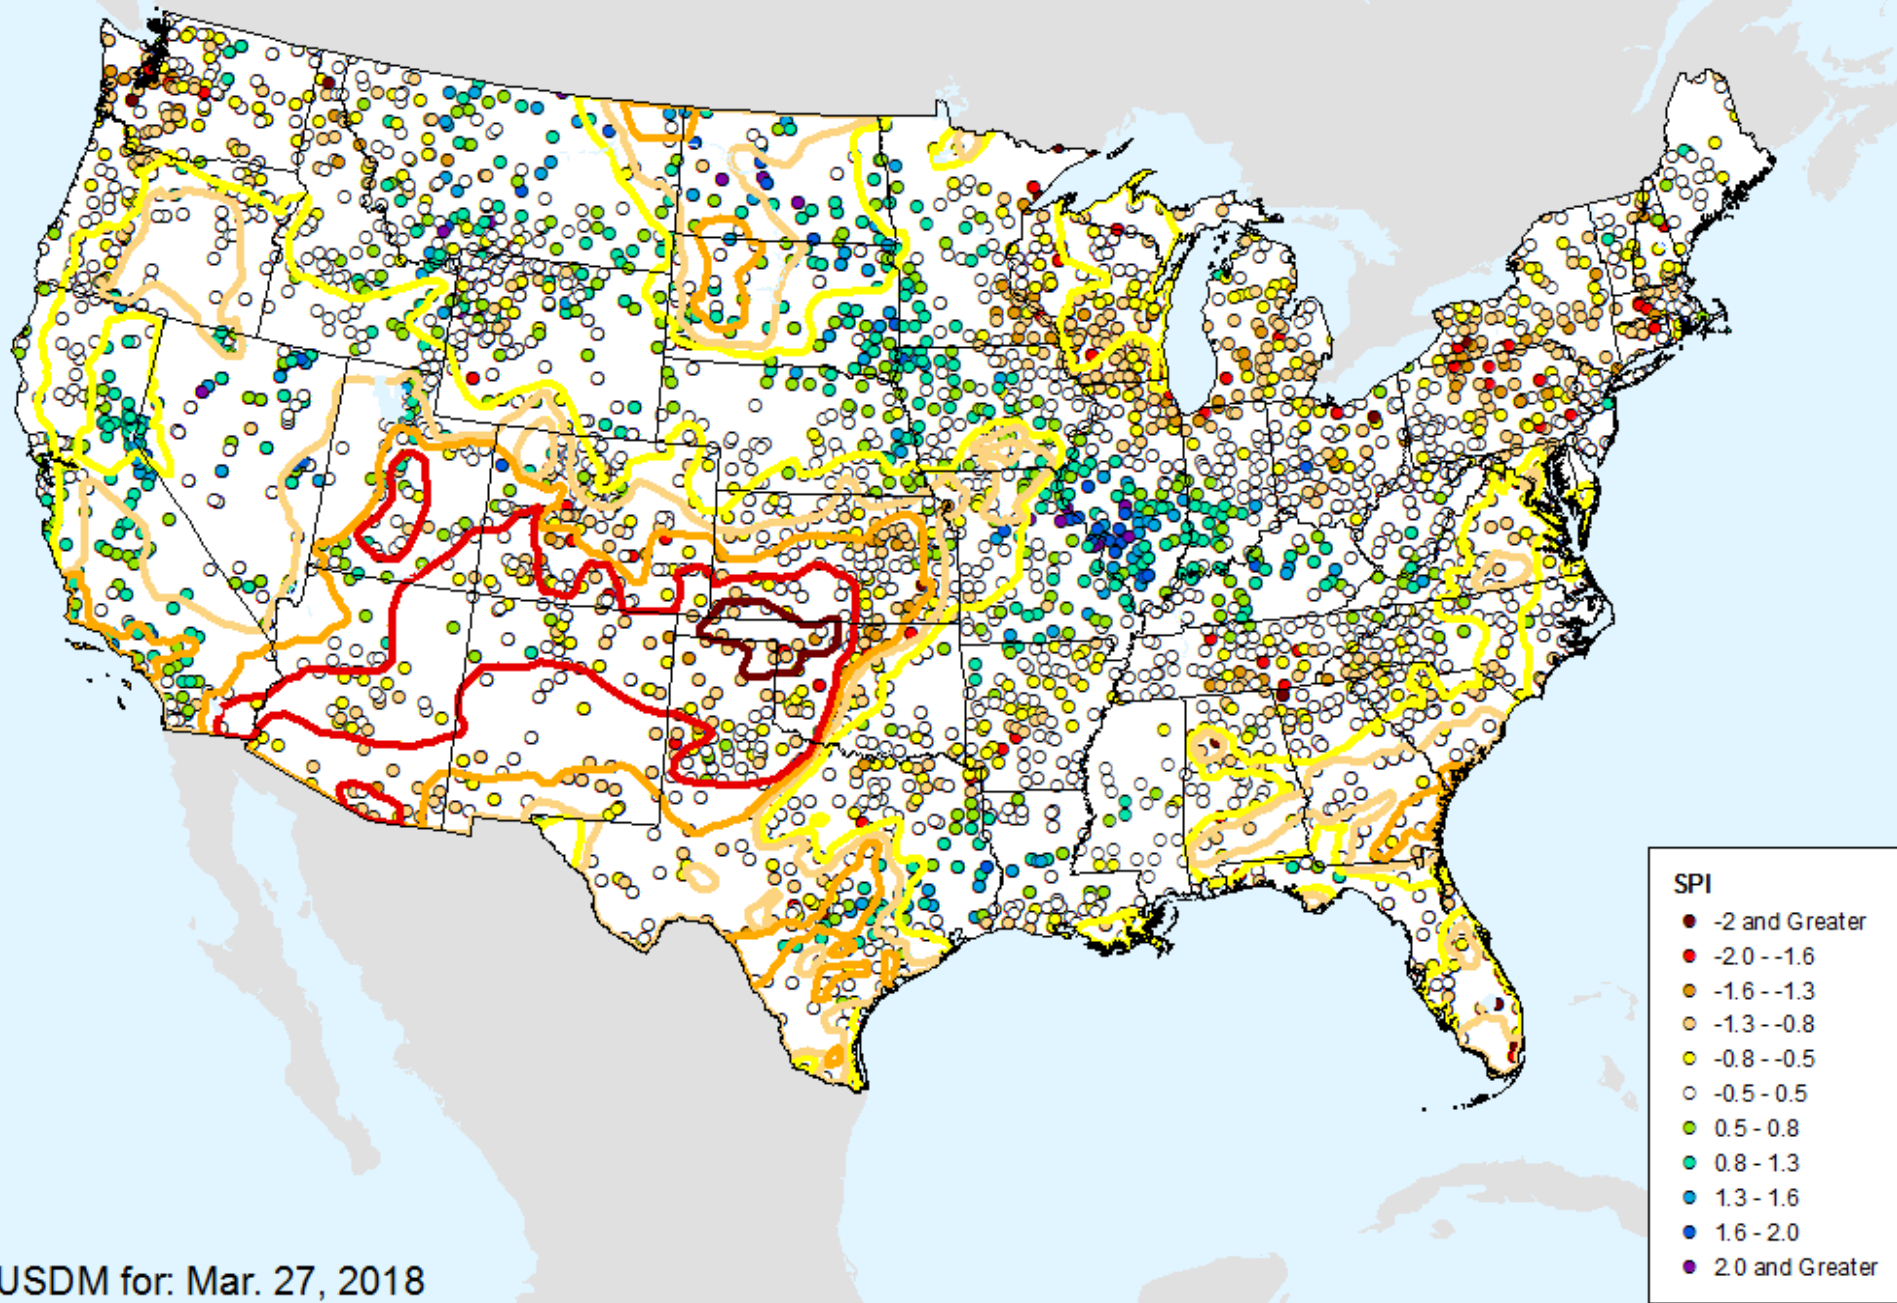 SPI
-2 and Greater
-2.0 - -1.6
-1.6 - -1.3
-1.3 - -0.8
-0.8 - -0.5
-0.5 - 0.5
0.5 - 0.8
0.8 - 1.3
1.3 - 1.6
1.6 - 2.0
2.0 and Greater
USDM for: Mar. 27, 2018